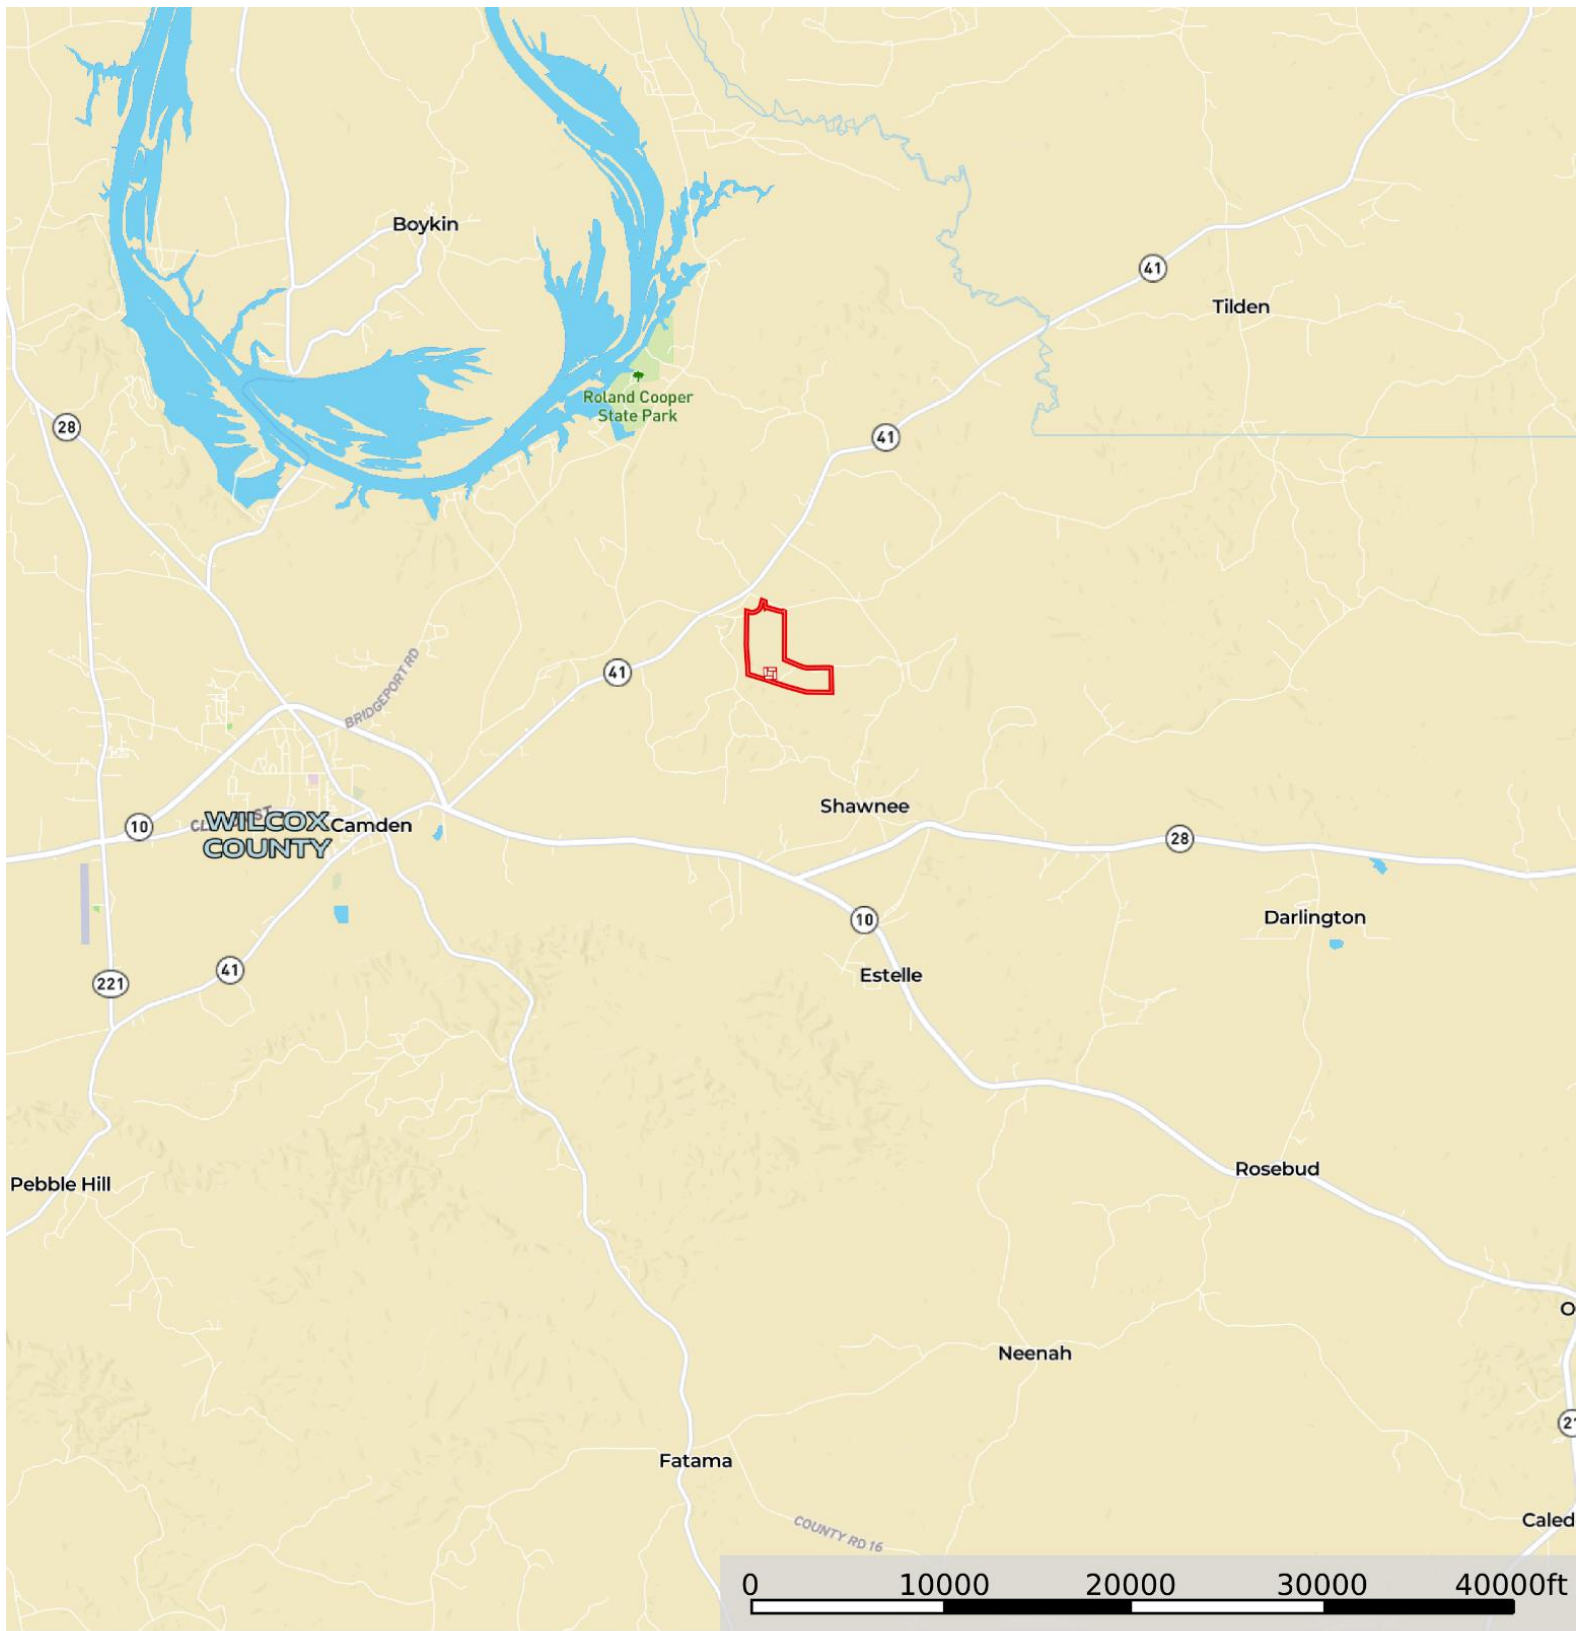 Boykin
41
Tilden
Roland Cooper
State Park
28
41
41
BRIDGEPORT RD
Shawnee
10
WILCOX
COUNTY
Camden
28
10
Darlington
221
41
Estelle
Pebble Hill
Rosebud
Neenah
Fatama
COUNTY RD 16
Caled
0 10000 20000 30000 40000ft